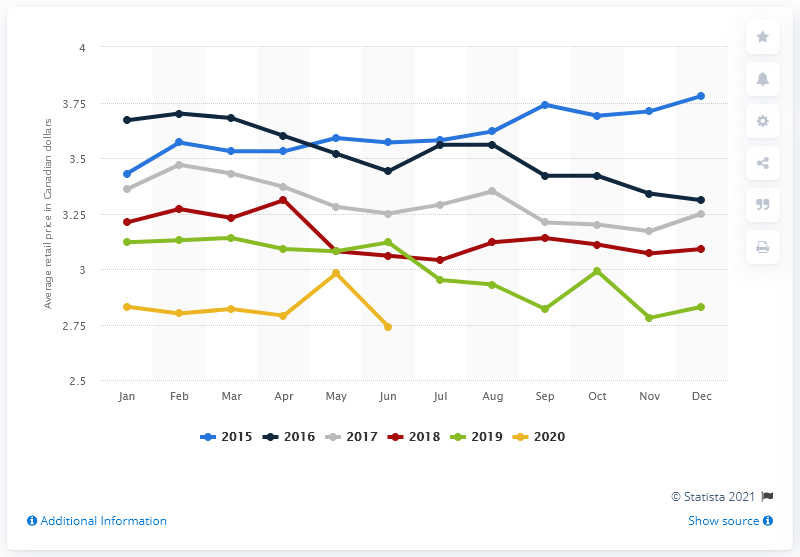 Average retail price in Canadian dollars
4
3.75
3.5
3.25
3
2.75
2.5
Jan Feb Mar Apr May Jun Jul Aug Sep Oct Nov Dec
2015 2016 2017 2018 2019 2020
© Statista 2021
Additional Information Show source